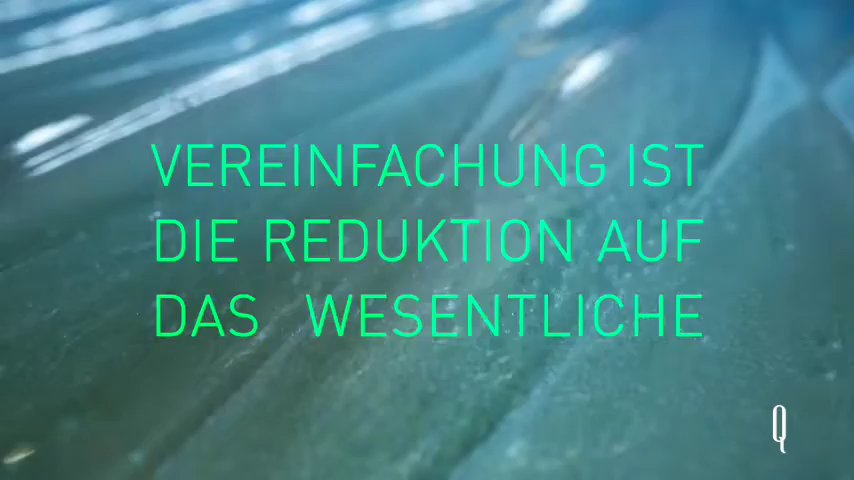 VEREINFACHUNG IST
DIE REDUKTION AUF
DAS WESENTLICHE
Q